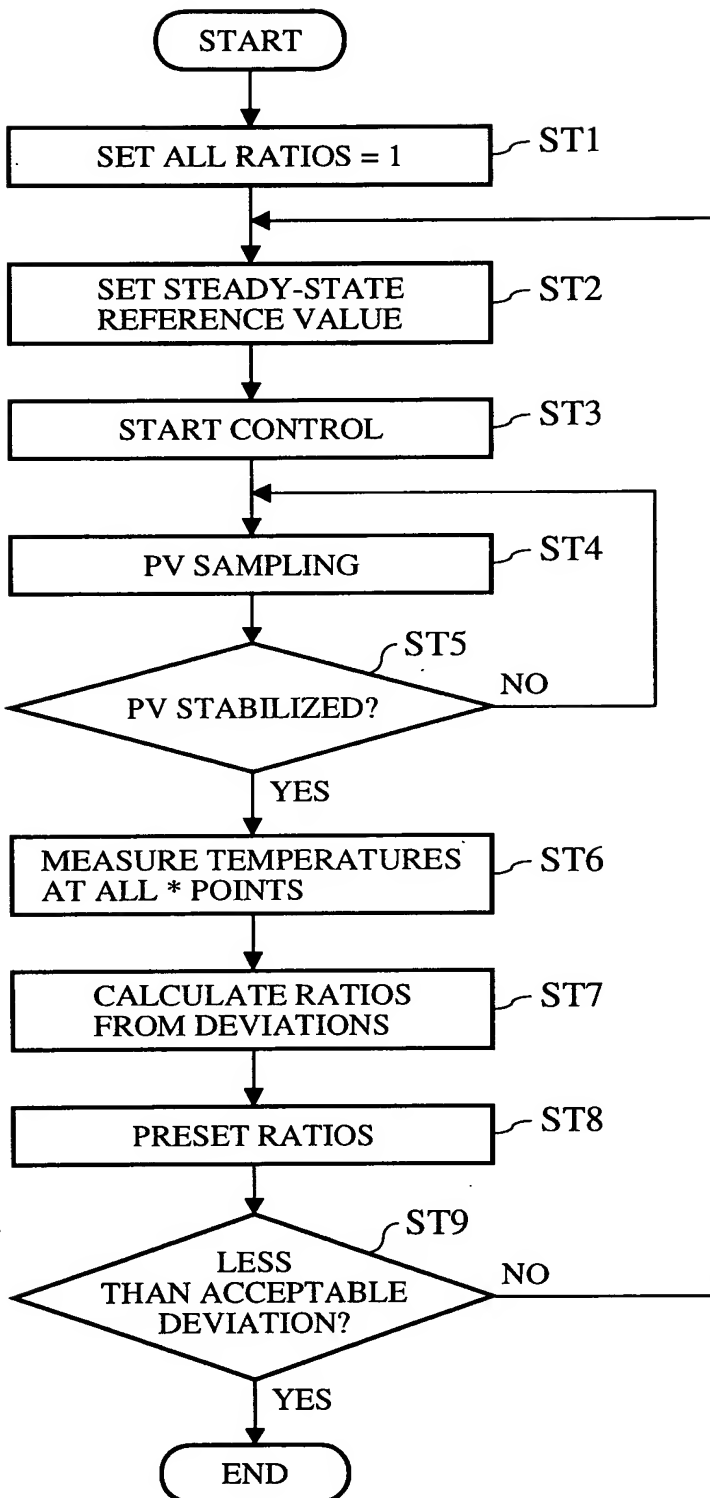 START
SET ALL RATIOS = 1
ST1
SET STEADY-STATE
REFERENCE VALUE
ST2
START CONTROL
ST3
PV SAMPLING
ST4
ST5
PV STABILIZED?
NO
YES
MEASURE TEMPERATURES
AT ALL * POINTS
ST6
CALCULATE RATIOS
FROM DEVIATIONS
ST7
PRESET RATIOS
ST8
ST9
LESS
THAN ACCEPTABLE
DEVIATION?
NO
YES
END